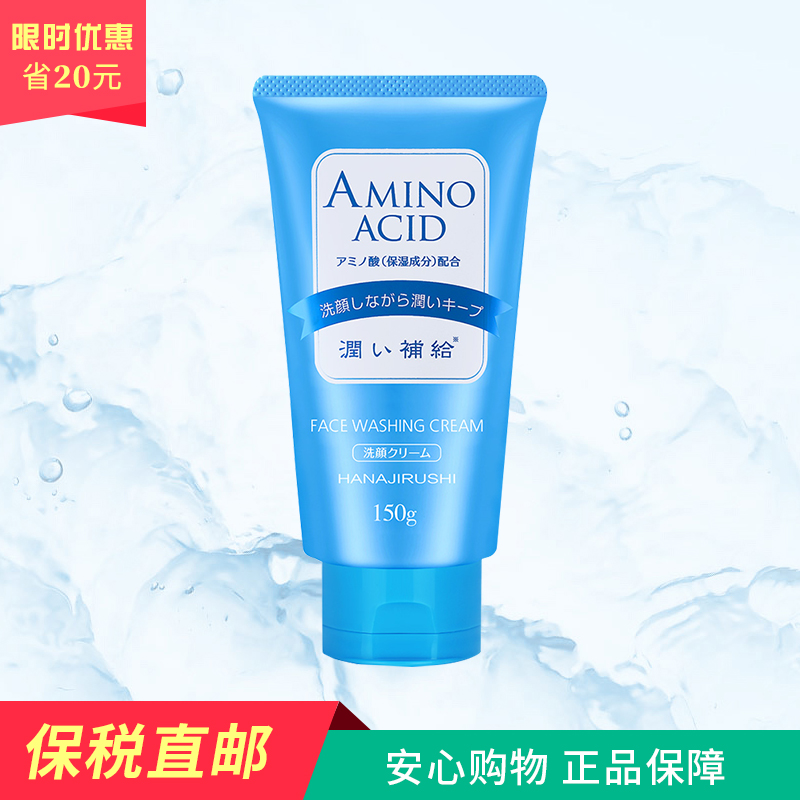 限时优惠
省20元
AMINO
ACID
アミノ酸(保湿成分)配合
洗顔しながら潤いキープ
潤い補給※
FACE WASHING CREAM
洗顔クリーム
HANAJIRUSHI
150g
保税直邮
安心购物 正品保障